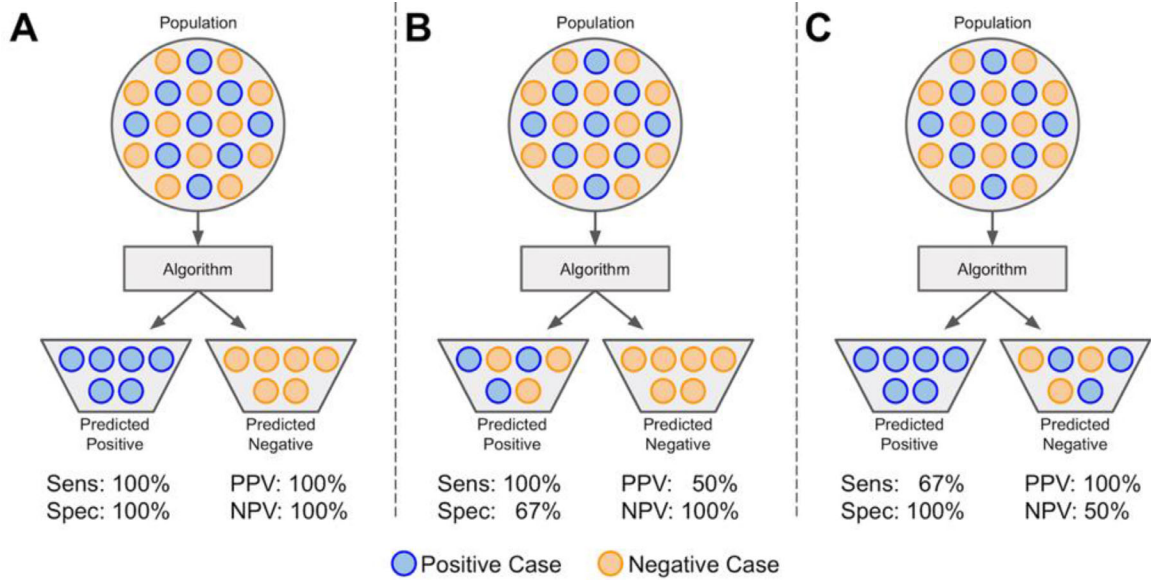 A
Population
Algorithm
Predicted
Positive
Predicted
Negative
Sens: 100%
PPV: 100%
Spec: 100%
NPV: 100%
B
Population
Algorithm
Predicted
Positive
Predicted
Negative
Sens: 100%
PPV: 50%
Spec: 67%
NPV: 100%
C
Population
Algorithm
Predicted
Positive
Predicted
Negative
Sens: 67%
PPV: 100%
Spec: 100%
NPV: 50%
Positive Case
Negative Case